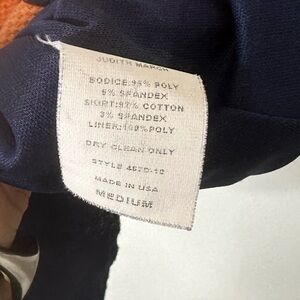 JUDITH MARCH
BODICE: 95% POLY
5% SPANDEX
SKIRT: 97% COTTON
3% SPANDEX
LINER: 100% POLY
DRY CLEAN ONLY
STYLE
MADE IN USA
MEDIUM